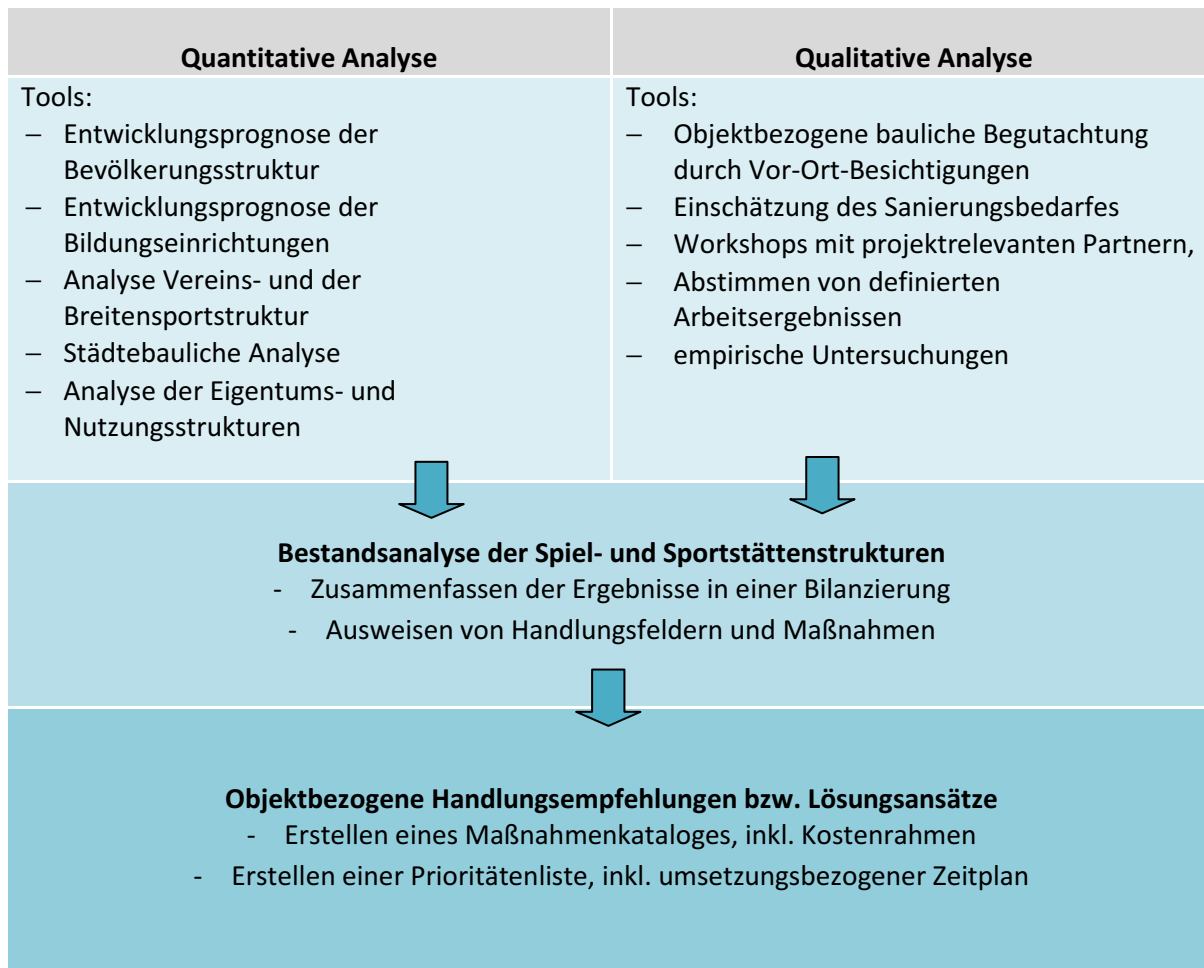 Quantitative Analyse
Tools:
– Entwicklungsprognose der
Bevölkerungsstruktur
– Entwicklungsprognose der
Bildungseinrichtungen
– Analyse Vereins- und der
Breitensportstruktur
– Städtebauliche Analyse
– Analyse der Eigentums- und
Nutzungsstrukturen
Qualitative Analyse
Tools:
– Objektbezogene bauliche Begutachtung
durch Vor-Ort-Besichtigungen
– Einschätzung des Sanierungsbedarfes
– Workshops mit projektrelevanten Partnern,
– Abstimmen von definierten
Arbeitsergebnissen
– empirische Untersuchungen
Bestandsanalyse der Spiel- und Sportstättenstrukturen
- Zusammenfassen der Ergebnisse in einer Bilanzierung
- Ausweisen von Handlungsfeldern und Maßnahmen
Objektbezogene Handlungsempfehlungen bzw. Lösungsansätze
- Erstellen eines Maßnahmenkataloges, inkl. Kostenrahmen
- Erstellen einer Prioritätenliste, inkl. umsetzungsbezogener Zeitplan